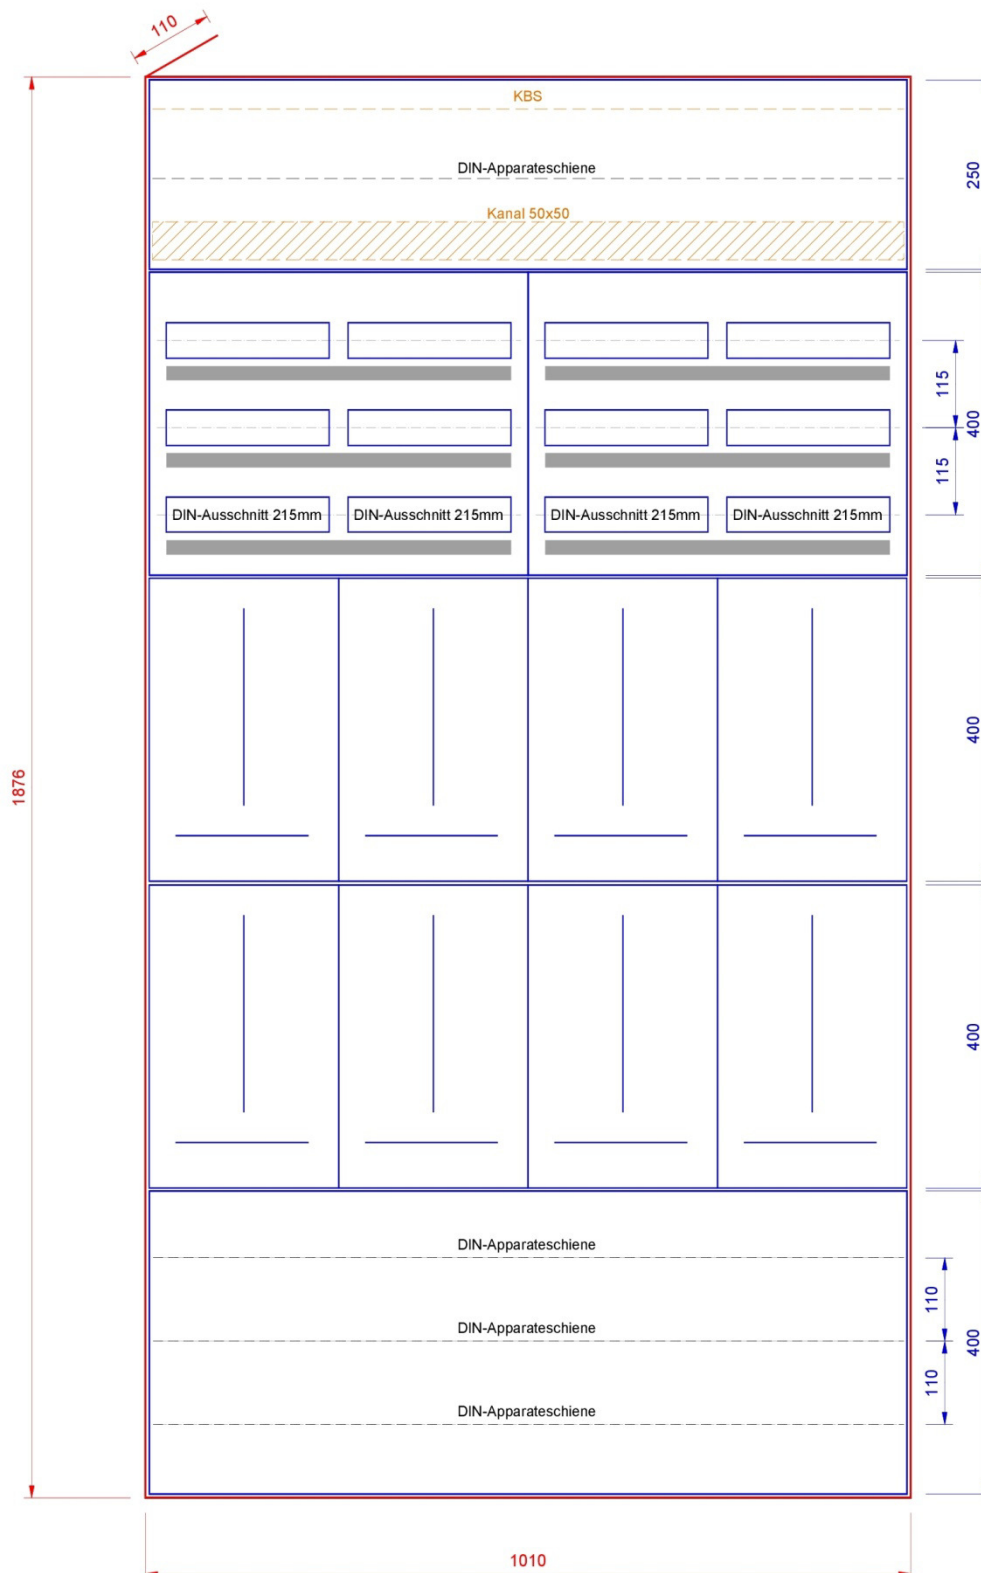 110
KBS
DIN-Apparateschiene
250
Kanal 50x50
115
400
115
DIN-Ausschnitt 215mm DIN-Ausschnitt 215mm DIN-Ausschnitt 215mm DIN-Ausschnitt 215mm
400
1876
400
DIN-Apparateschiene
110
DIN-Apparateschiene
400
110
DIN-Apparateschiene
1010